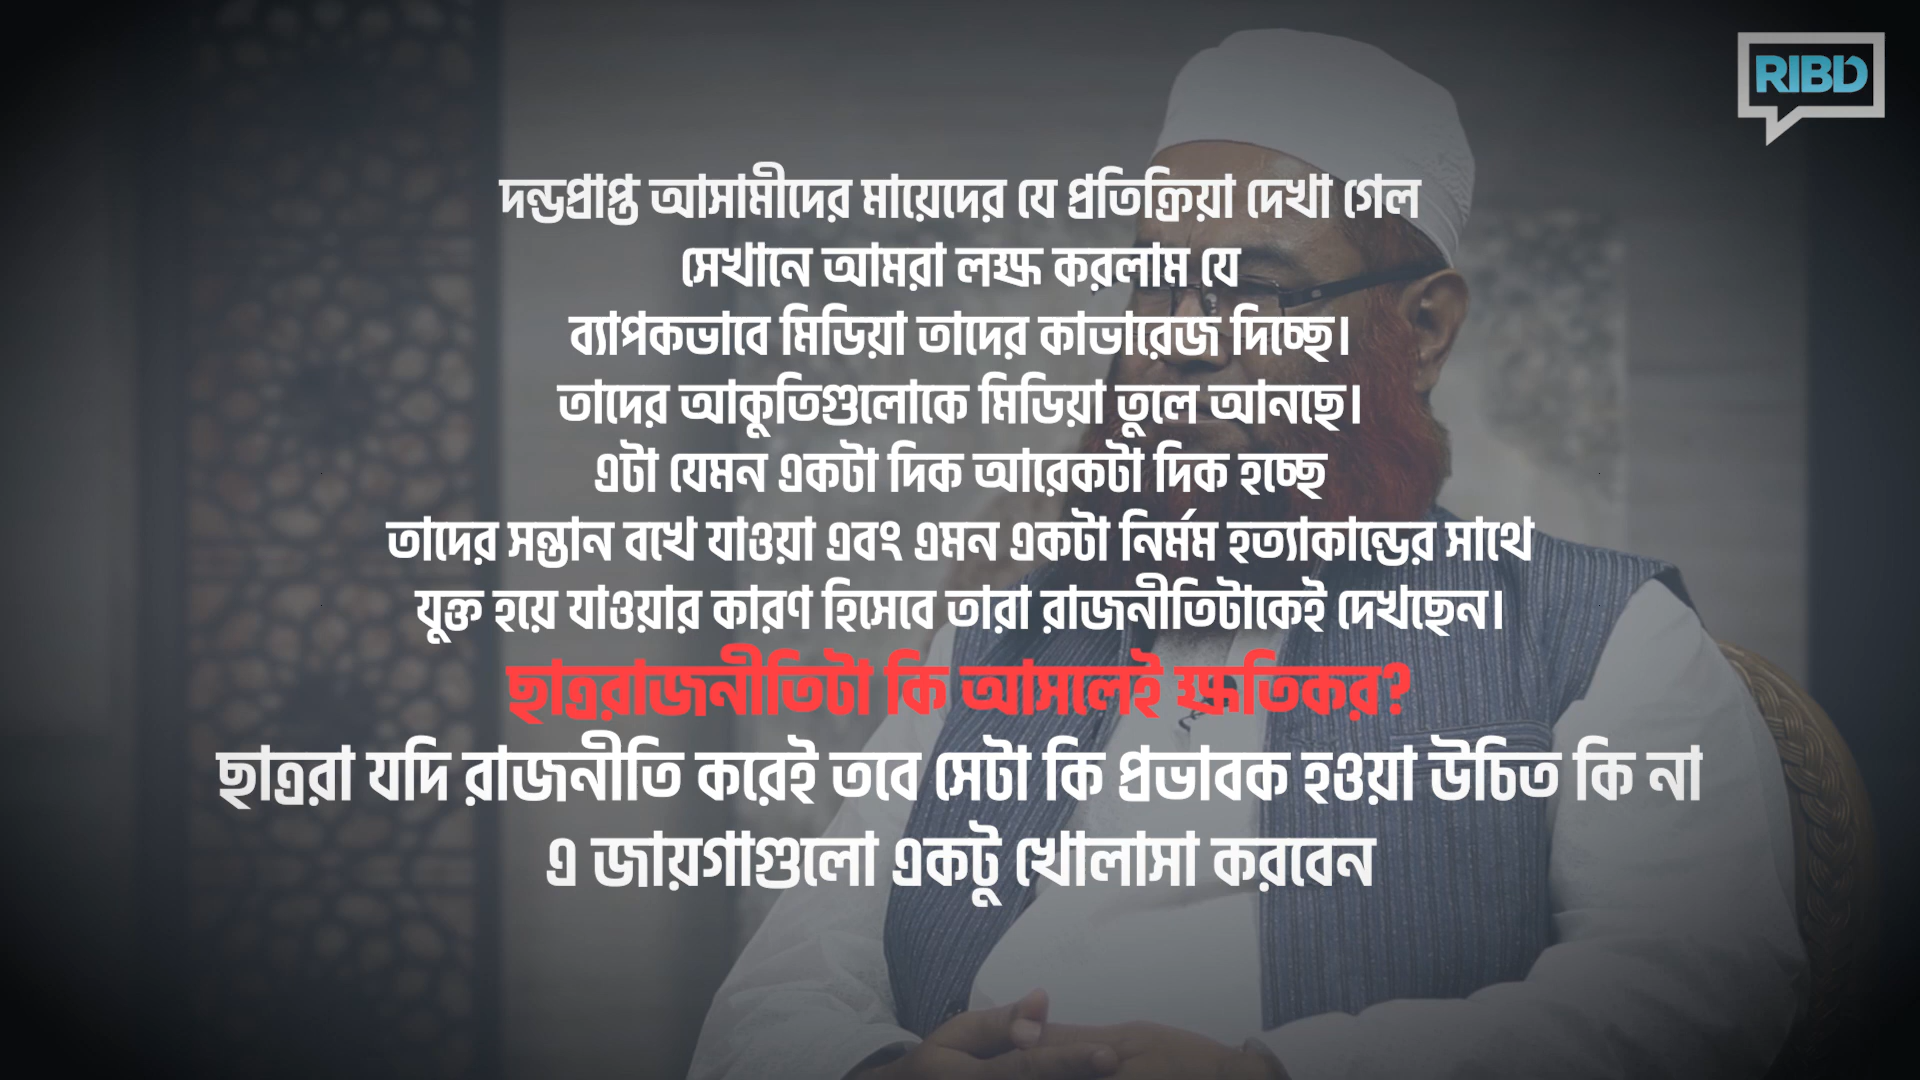 RIBD
দন্ডপ্রাপ্ত আসামীদের মায়েদের যে প্রতিক্রিয়া দেখা গেল
সেখানে আমরা লক্ষ্ম করলাম যে
ব্যাপকভাবে মিডিয়া তাদের কাভারেজ দিচ্ছে।
তাদের আকুতিগুলোকে মিডিয়া তুলে আনছে।
এটা যেমন একটা দিক আরেকটা দিক হচ্ছে
তাদের সন্তান বখে যাওয়া এবং এমন একটা নির্মম হত্যাকান্ডের সাথে
যুক্ত হয়ে যাওয়ার কারণ হিসেবে তারা রাজনীতিটাকেই দেখছেন।
ছাত্ররাজনীতিটা কি আসলেই ক্ষতিকর?
ছাত্ররা যদি রাজনীতি করেই তবে সেটা কি প্রভাবক হওয়া উচিত কি না
এ জায়গাগুলো একটু খোলাসা করবেন